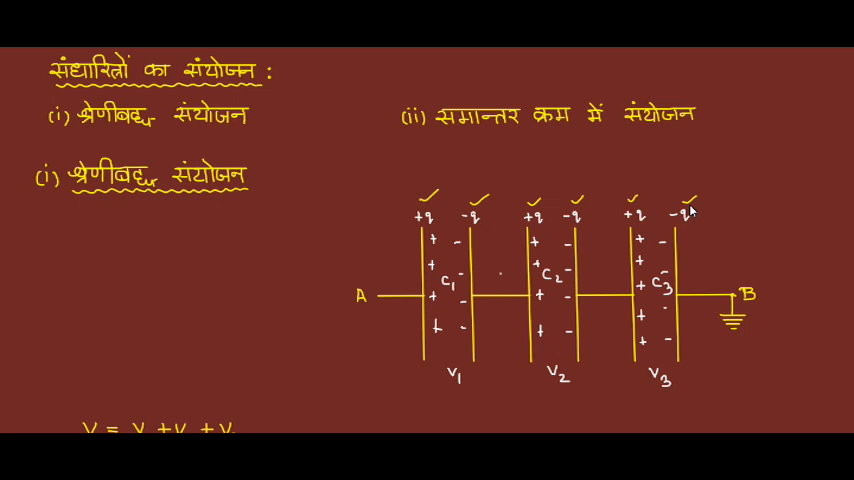 संधारित्रों का संयोजन :
(i) श्रेणीबद्ध संयोजन (ii) समान्तर क्रम में संयोजन
(i) श्रेणीबद्ध संयोजन
+q -q +q -q +q -q
C1 C2 C3
A B
V1 V2 V3
V = V + V + V